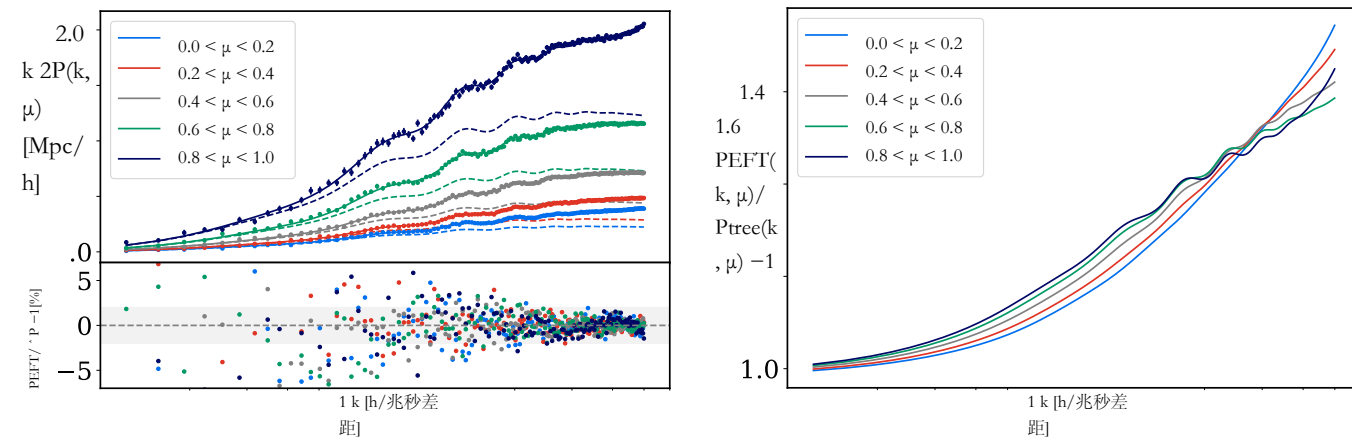 2.0
k 2P(k,
μ)
[Mpc/
h]
.0
0.0 < μ < 0.2
0.2 < μ < 0.4
0.4 < μ < 0.6
0.6 < μ < 0.8
0.8 < μ < 1.0
PEFT/ ˆ P −1[%]
5
0
−5
1 k [h/兆秒差
距]
0.0 < μ < 0.2
0.2 < μ < 0.4
0.4 < μ < 0.6
0.6 < μ < 0.8
0.8 < μ < 1.0
1.4
1.6
PEFT(
k, μ)/
Ptree(k
, μ) −1
1.0
1 k [h/兆秒差
距]